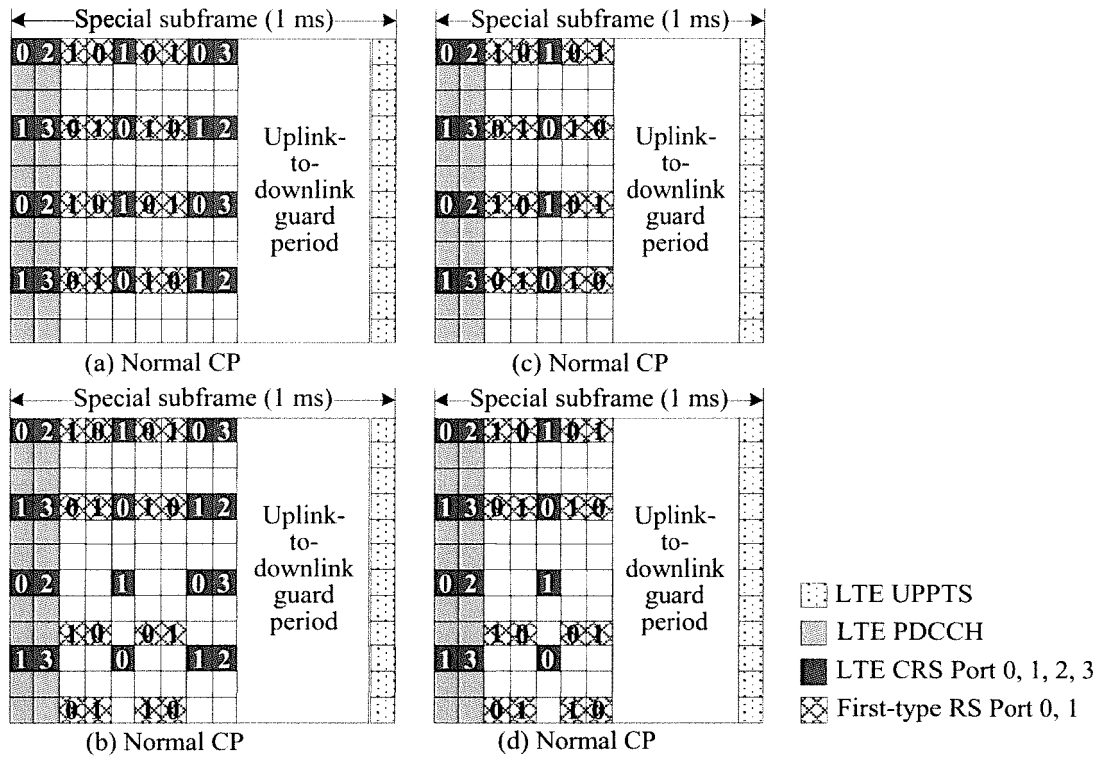 Special subframe (1 ms)
0 2 1 0 1 0 1 0 3
1 3 0 1 0 1 0 1 2
0 2 1 0 1 0 1 0 3
1 3 0 1 0 1 0 1 2
Uplink-
to-
downlink
guard
period
(a) Normal CP
Special subframe (1 ms)
0 2 1 0 1 0 1
1 3 0 1 0 1 0
0 2 1 0 1 0 1
1 3 0 1 0 1 0
Uplink-
to-
downlink
guard
period
(c) Normal CP
Special subframe (1 ms)
0 2 1 0 1 0 1 0 3
1 3 0 1 0 1 0 1 2
0 2 1 0 3
1 0 0 1
1 3 0 1 2
0 1 1 0
Uplink-
to-
downlink
guard
period
(b) Normal CP
Special subframe (1 ms)
0 2 1 0 1 0 1
1 3 0 1 0 1 0
0 2 1
1 0 0 1
1 3 0
0 1 1 0
Uplink-
to-
downlink
guard
period
(d) Normal CP
LTE UPPTS
LTE PDCCH
LTE CRS Port 0, 1, 2, 3
First-type RS Port 0, 1